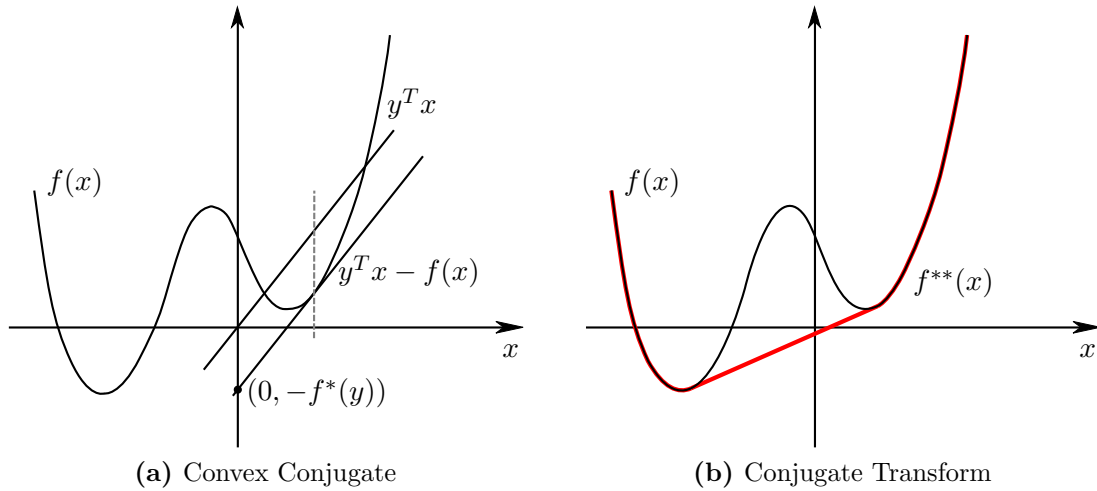 y^T x
f(x)
y^T x − f(x)
x
(0, −f*(y))
(a) Convex Conjugate
f(x)
f**(x)
x
(b) Conjugate Transform